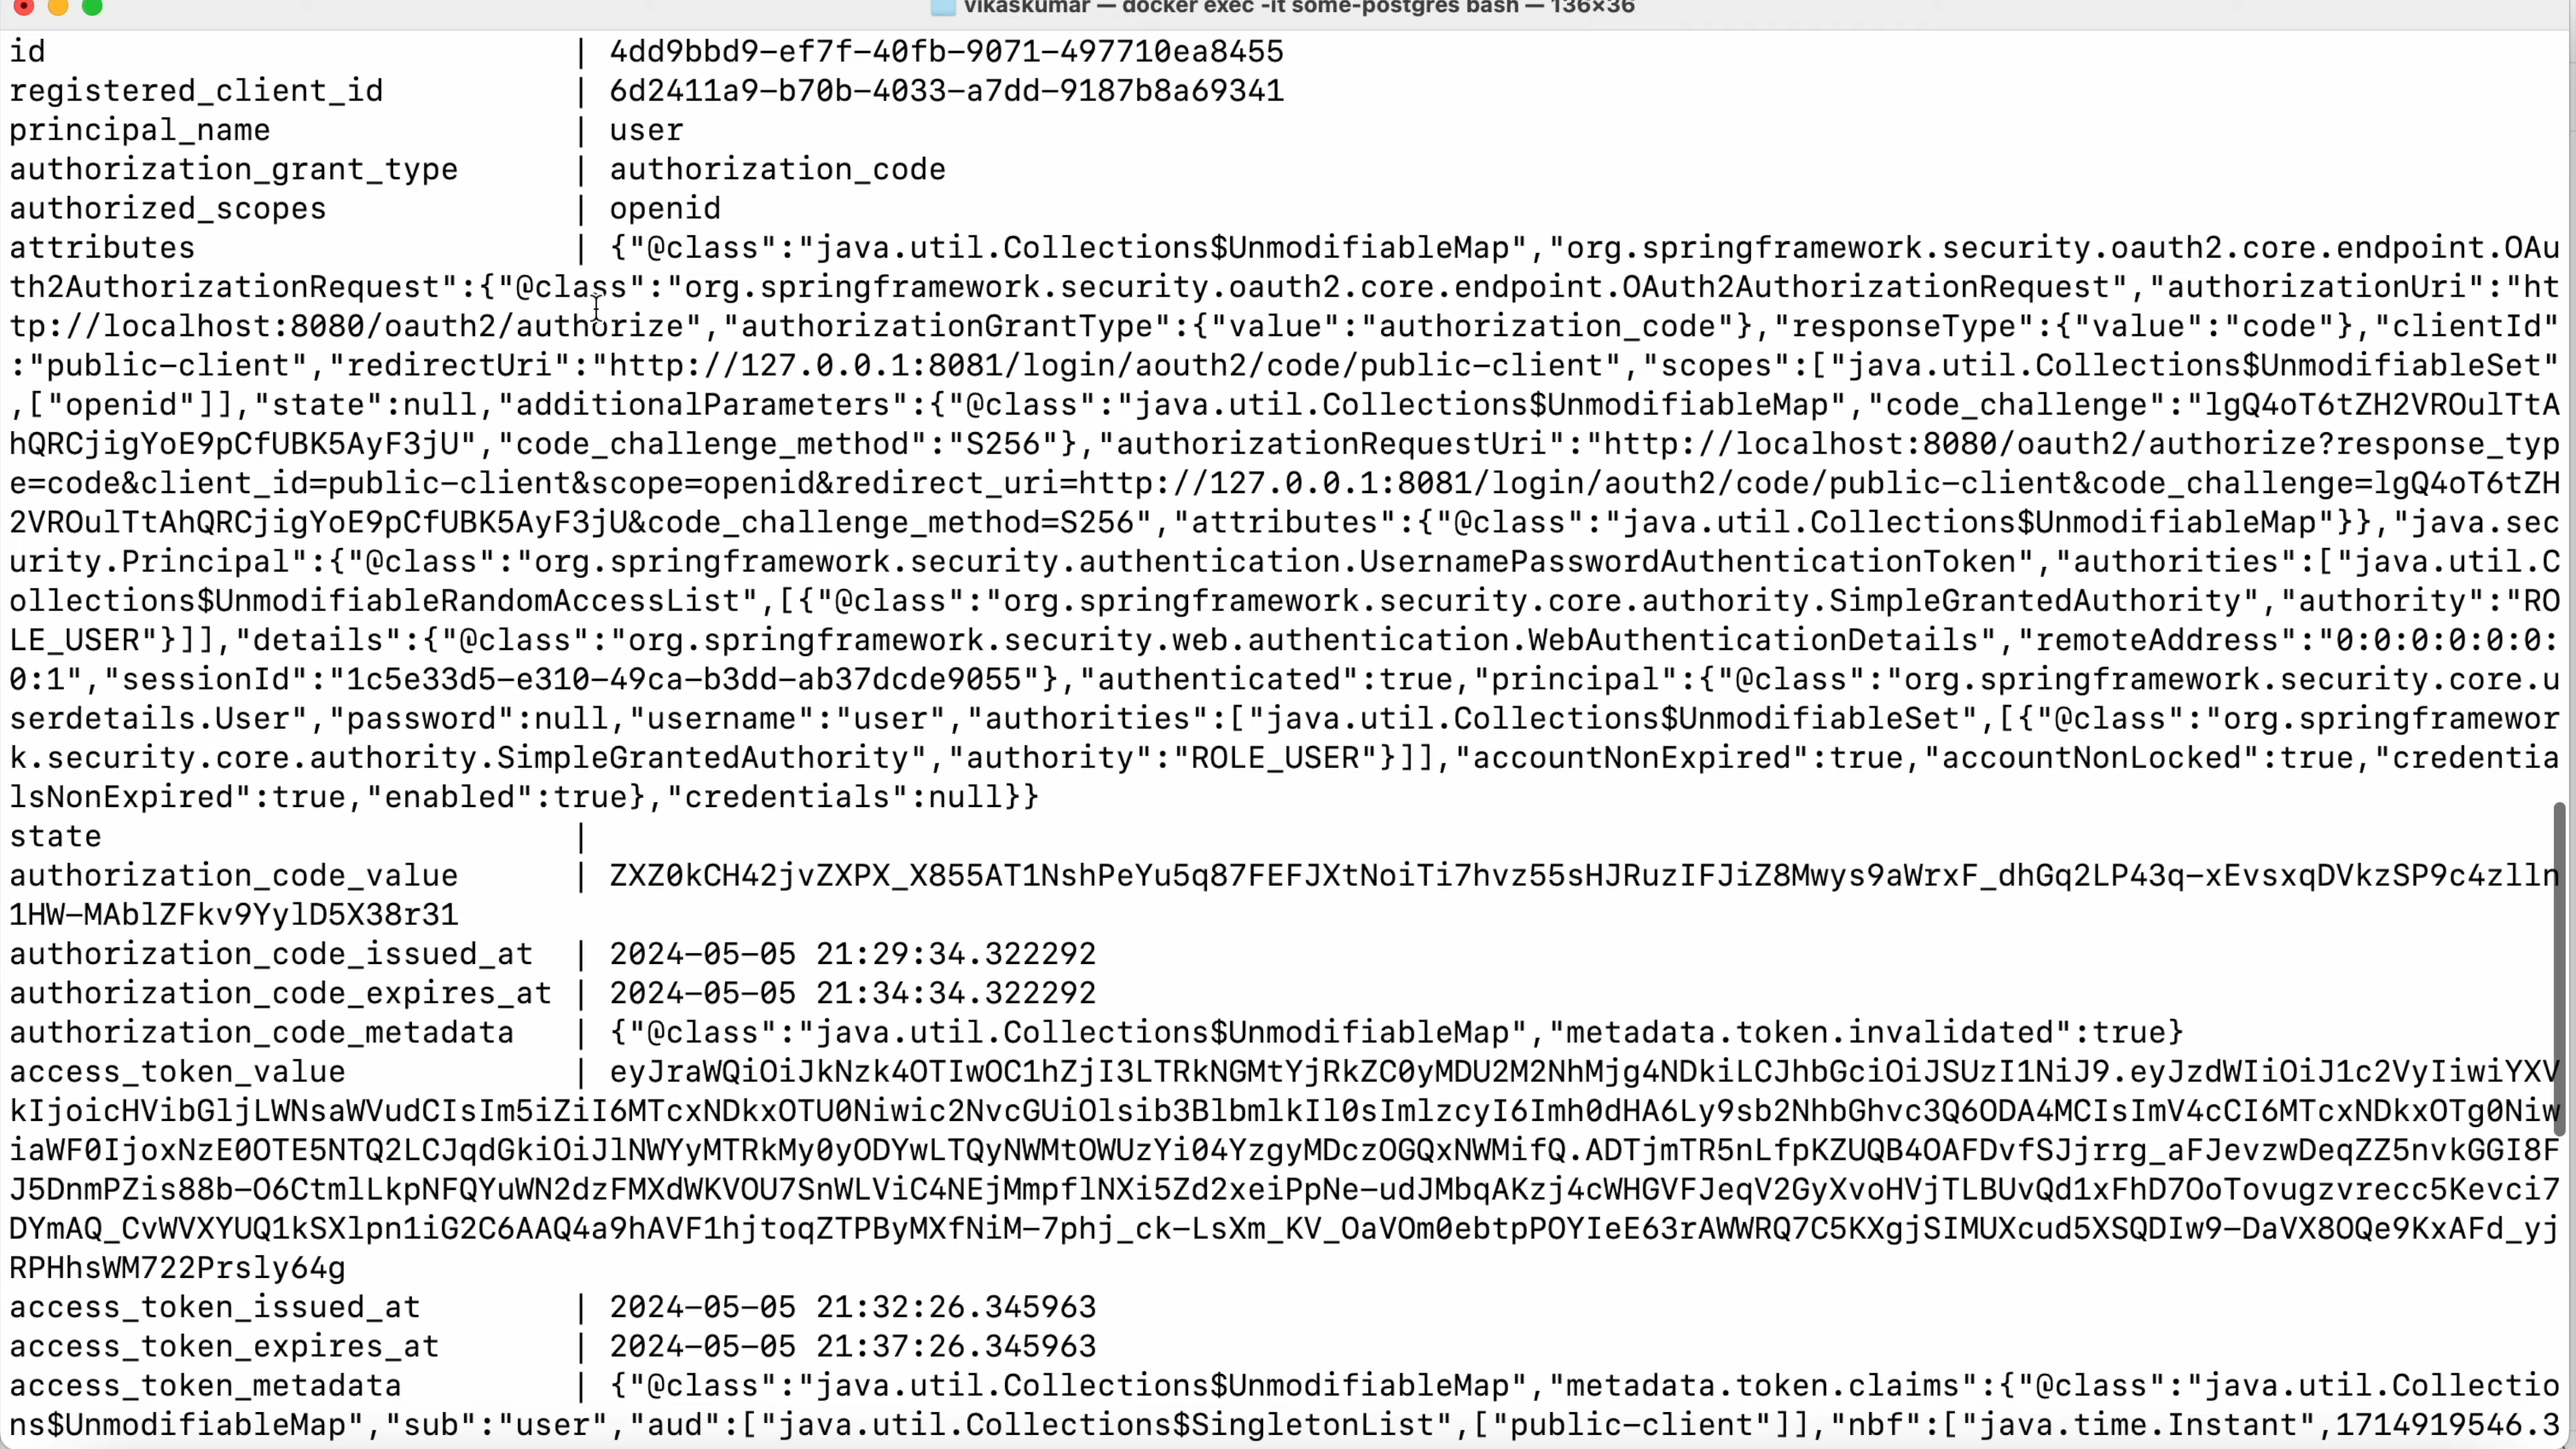 vikaskumar — docker exec -it some-postgres bash — 136×36
id | 4dd9bbd9-ef7f-40fb-9071-497710ea8455
registered_client_id | 6d2411a9-b70b-4033-a7dd-9187b8a69341
principal_name | user
authorization_grant_type | authorization_code
authorized_scopes | openid
attributes | {"@class":"java.util.Collections$UnmodifiableMap","org.springframework.security.oauth2.core.endpoint.OAu
th2AuthorizationRequest":{"@class":"org.springframework.security.oauth2.core.endpoint.OAuth2AuthorizationRequest","authorizationUri":"ht
tp://localhost:8080/oauth2/authorize","authorizationGrantType":{"value":"authorization_code"},"responseType":{"value":"code"},"clientId"
:"public-client","redirectUri":"http://127.0.0.1:8081/login/aouth2/code/public-client","scopes":["java.util.Collections$UnmodifiableSet"
,["openid"]],"state":null,"additionalParameters":{"@class":"java.util.Collections$UnmodifiableMap","code_challenge":"lgQ4oT6tZH2VROulTtA
hQRCjigYoE9pCfUBK5AyF3jU","code_challenge_method":"S256"},"authorizationRequestUri":"http://localhost:8080/oauth2/authorize?response_typ
e=code&client_id=public-client&scope=openid&redirect_uri=http://127.0.0.1:8081/login/aouth2/code/public-client&code_challenge=lgQ4oT6tZH
2VROulTtAhQRCjigYoE9pCfUBK5AyF3jU&code_challenge_method=S256","attributes":{"@class":"java.util.Collections$UnmodifiableMap"}},"java.sec
urity.Principal":{"@class":"org.springframework.security.authentication.UsernamePasswordAuthenticationToken","authorities":["java.util.C
ollections$UnmodifiableRandomAccessList",[{"@class":"org.springframework.security.core.authority.SimpleGrantedAuthority","authority":"RO
LE_USER"}]],"details":{"@class":"org.springframework.security.web.authentication.WebAuthenticationDetails","remoteAddress":"0:0:0:0:0:0:
0:1","sessionId":"1c5e33d5-e310-49ca-b3dd-ab37dcde9055"},"authenticated":true,"principal":{"@class":"org.springframework.security.core.u
serdetails.User","password":null,"username":"user","authorities":["java.util.Collections$UnmodifiableSet",[{"@class":"org.springframewor
k.security.core.authority.SimpleGrantedAuthority","authority":"ROLE_USER"}]],"accountNonExpired":true,"accountNonLocked":true,"credentia
lsNonExpired":true,"enabled":true},"credentials":null}}
state |
authorization_code_value | ZXZ0kCH42jvZXPX_X855AT1NshPeYu5q87FEFJXtNoiTi7hvz55sHJRuzIFJiZ8Mwys9aWrxF_dhGq2LP43q-xEvsxqDVkzSP9c4zlln
1HW-MAblZFkv9YylD5X38r31
authorization_code_issued_at | 2024-05-05 21:29:34.322292
authorization_code_expires_at | 2024-05-05 21:34:34.322292
authorization_code_metadata | {"@class":"java.util.Collections$UnmodifiableMap","metadata.token.invalidated":true}
access_token_value | eyJraWQiOiJkNzk4OTIwOC1hZjI3LTRkNGMtYjRkZC0yMDU2M2NhMjg4NDkiLCJhbGciOiJSUzI1NiJ9.eyJzdWIiOiJ1c2VyIiwiYXV
kIjoicHVibGljLWNsaWVudCIsIm5iZiI6MTcxNDkxOTU0Niwic2NvcGUiOlsib3BlbmlkIl0sImlzcyI6Imh0dHA6Ly9sb2NhbGhvc3Q6ODA4MCIsImV4cCI6MTcxNDkxOTg0Niw
iaWF0IjoxNzE0OTE5NTQ2LCJqdGkiOiJlNWYyMTRkMy0yODYwLTQyNWMtOWUzYi04YzgyMDczOGQxNWMifQ.ADTjmTR5nLfpKZUQB4OAFDvfSJjrrg_aFJevzwDeqZZ5nvkGGI8F
J5DnmPZis88b-O6CtmlLkpNFQYuWN2dzFMXdWKVOU7SnWLViC4NEjMmpflNXi5Zd2xeiPpNe-udJMbqAKzj4cWHGVFJeqV2GyXvoHVjTLBUvQd1xFhD7OoTovugzvrecc5Kevci7
DYmAQ_CvWVXYUQ1kSXlpn1iG2C6AAQ4a9hAVF1hjtoqZTPByMXfNiM-7phj_ck-LsXm_KV_OaVOm0ebtpPOYIeE63rAWWRQ7C5KXgjSIMUXcud5XSQDIw9-DaVX8OQe9KxAFd_yj
RPHhsWM722Prsly64g
access_token_issued_at | 2024-05-05 21:32:26.345963
access_token_expires_at | 2024-05-05 21:37:26.345963
access_token_metadata | {"@class":"java.util.Collections$UnmodifiableMap","metadata.token.claims":{"@class":"java.util.Collectio
ns$UnmodifiableMap","sub":"user","aud":["java.util.Collections$SingletonList",["public-client"]],"nbf":["java.time.Instant",1714919546.3